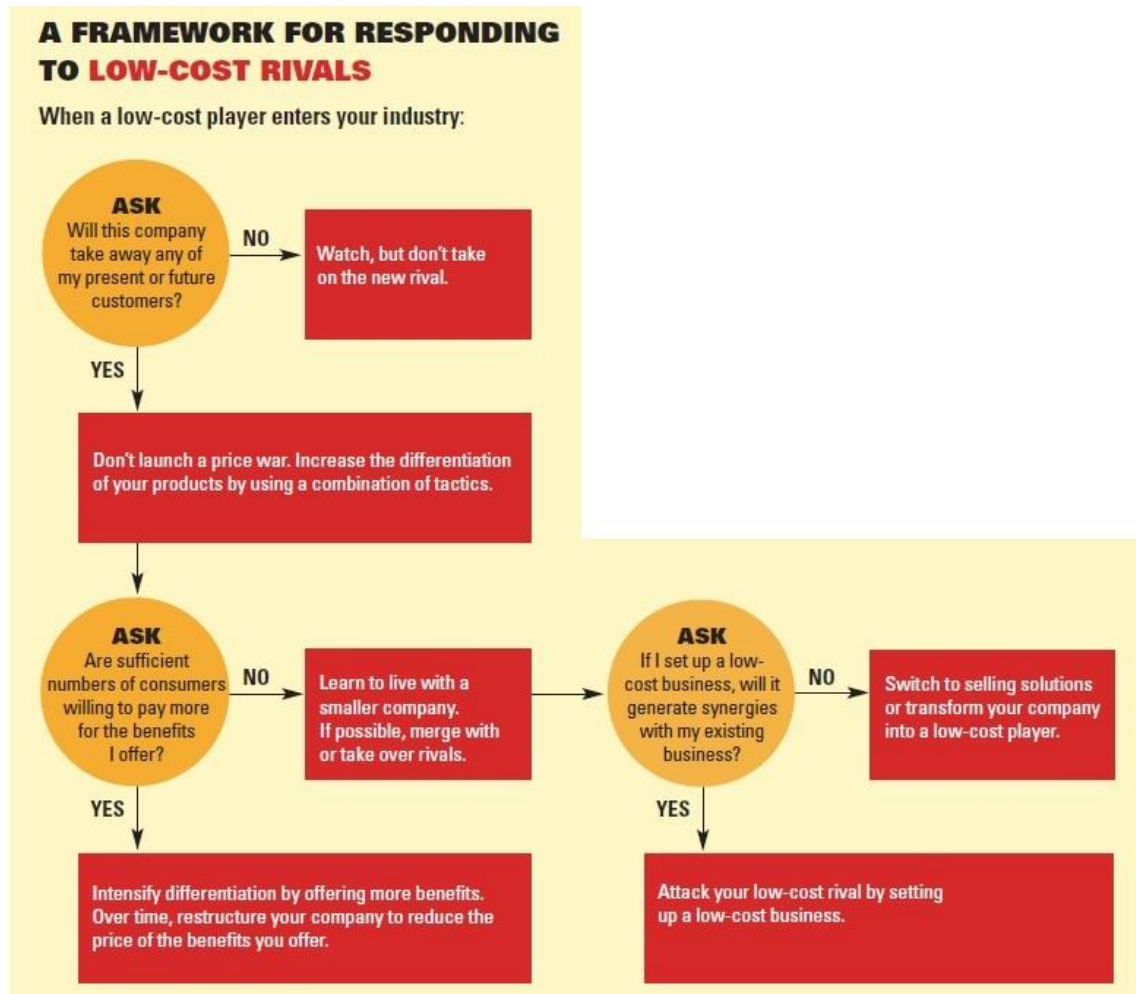 A FRAMEWORK FOR RESPONDING
TO LOW-COST RIVALS
When a low-cost player enters your industry:
ASK
Will this company
take away any of
my present or future
customers?
NO
Watch, but don't take
on the new rival.
YES
Don't launch a price war. Increase the differentiation
of your products by using a combination of tactics.
ASK
Are sufficient
numbers of consumers
willing to pay more
for the benefits
I offer?
NO
Learn to live with a
smaller company.
If possible, merge with
or take over rivals.
ASK
If I set up a low-
cost business, will it
generate synergies
with my existing
business?
NO
Switch to selling solutions
or transform your company
into a low-cost player.
YES
Intensify differentiation by offering more benefits.
Over time, restructure your company to reduce the
price of the benefits you offer.
YES
Attack your low-cost rival by setting
up a low-cost business.